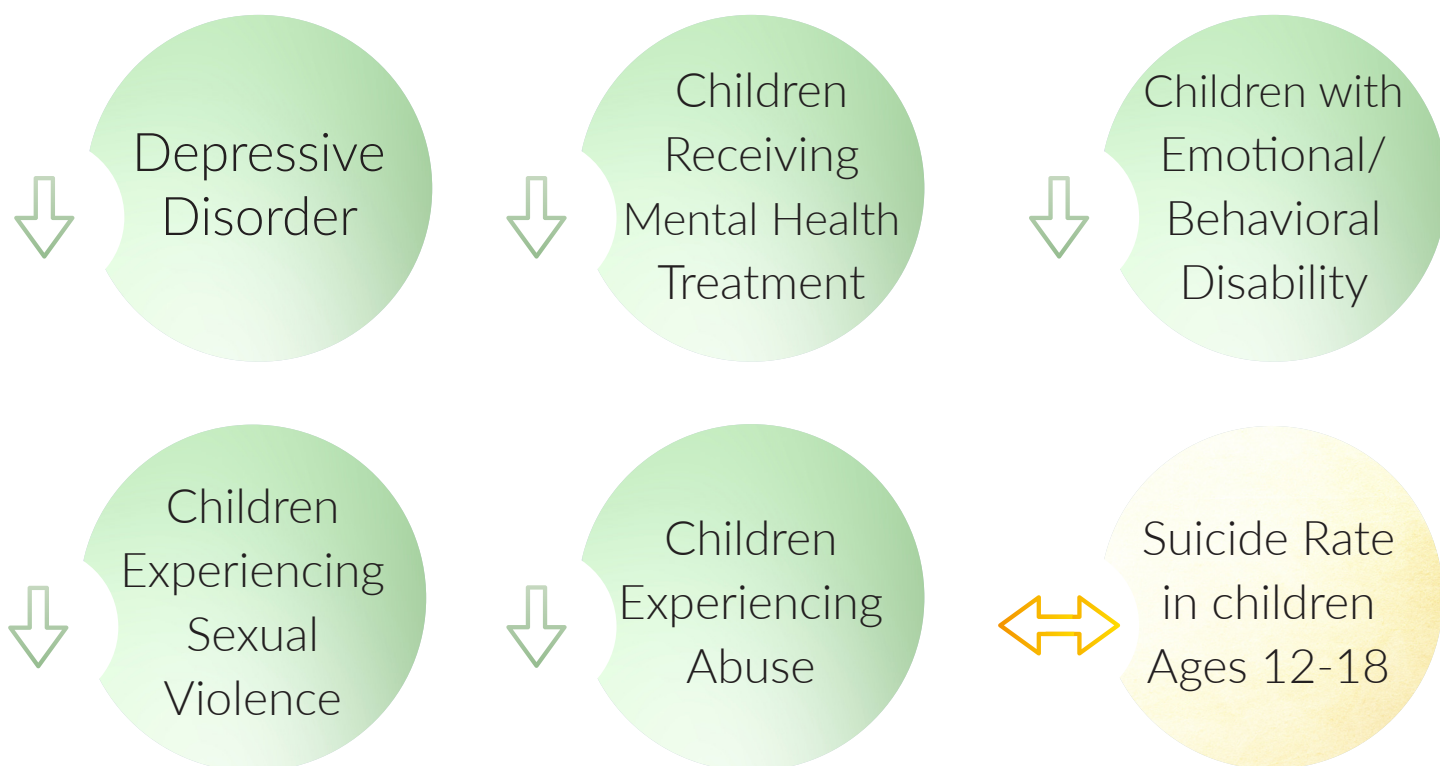 Depressive
Disorder
Children
Receiving
Mental Health
Treatment
Children with
Emotional/
Behavioral
Disability
Children
Experiencing
Sexual
Violence
Children
Experiencing
Abuse
Suicide Rate
in children
Ages 12-18